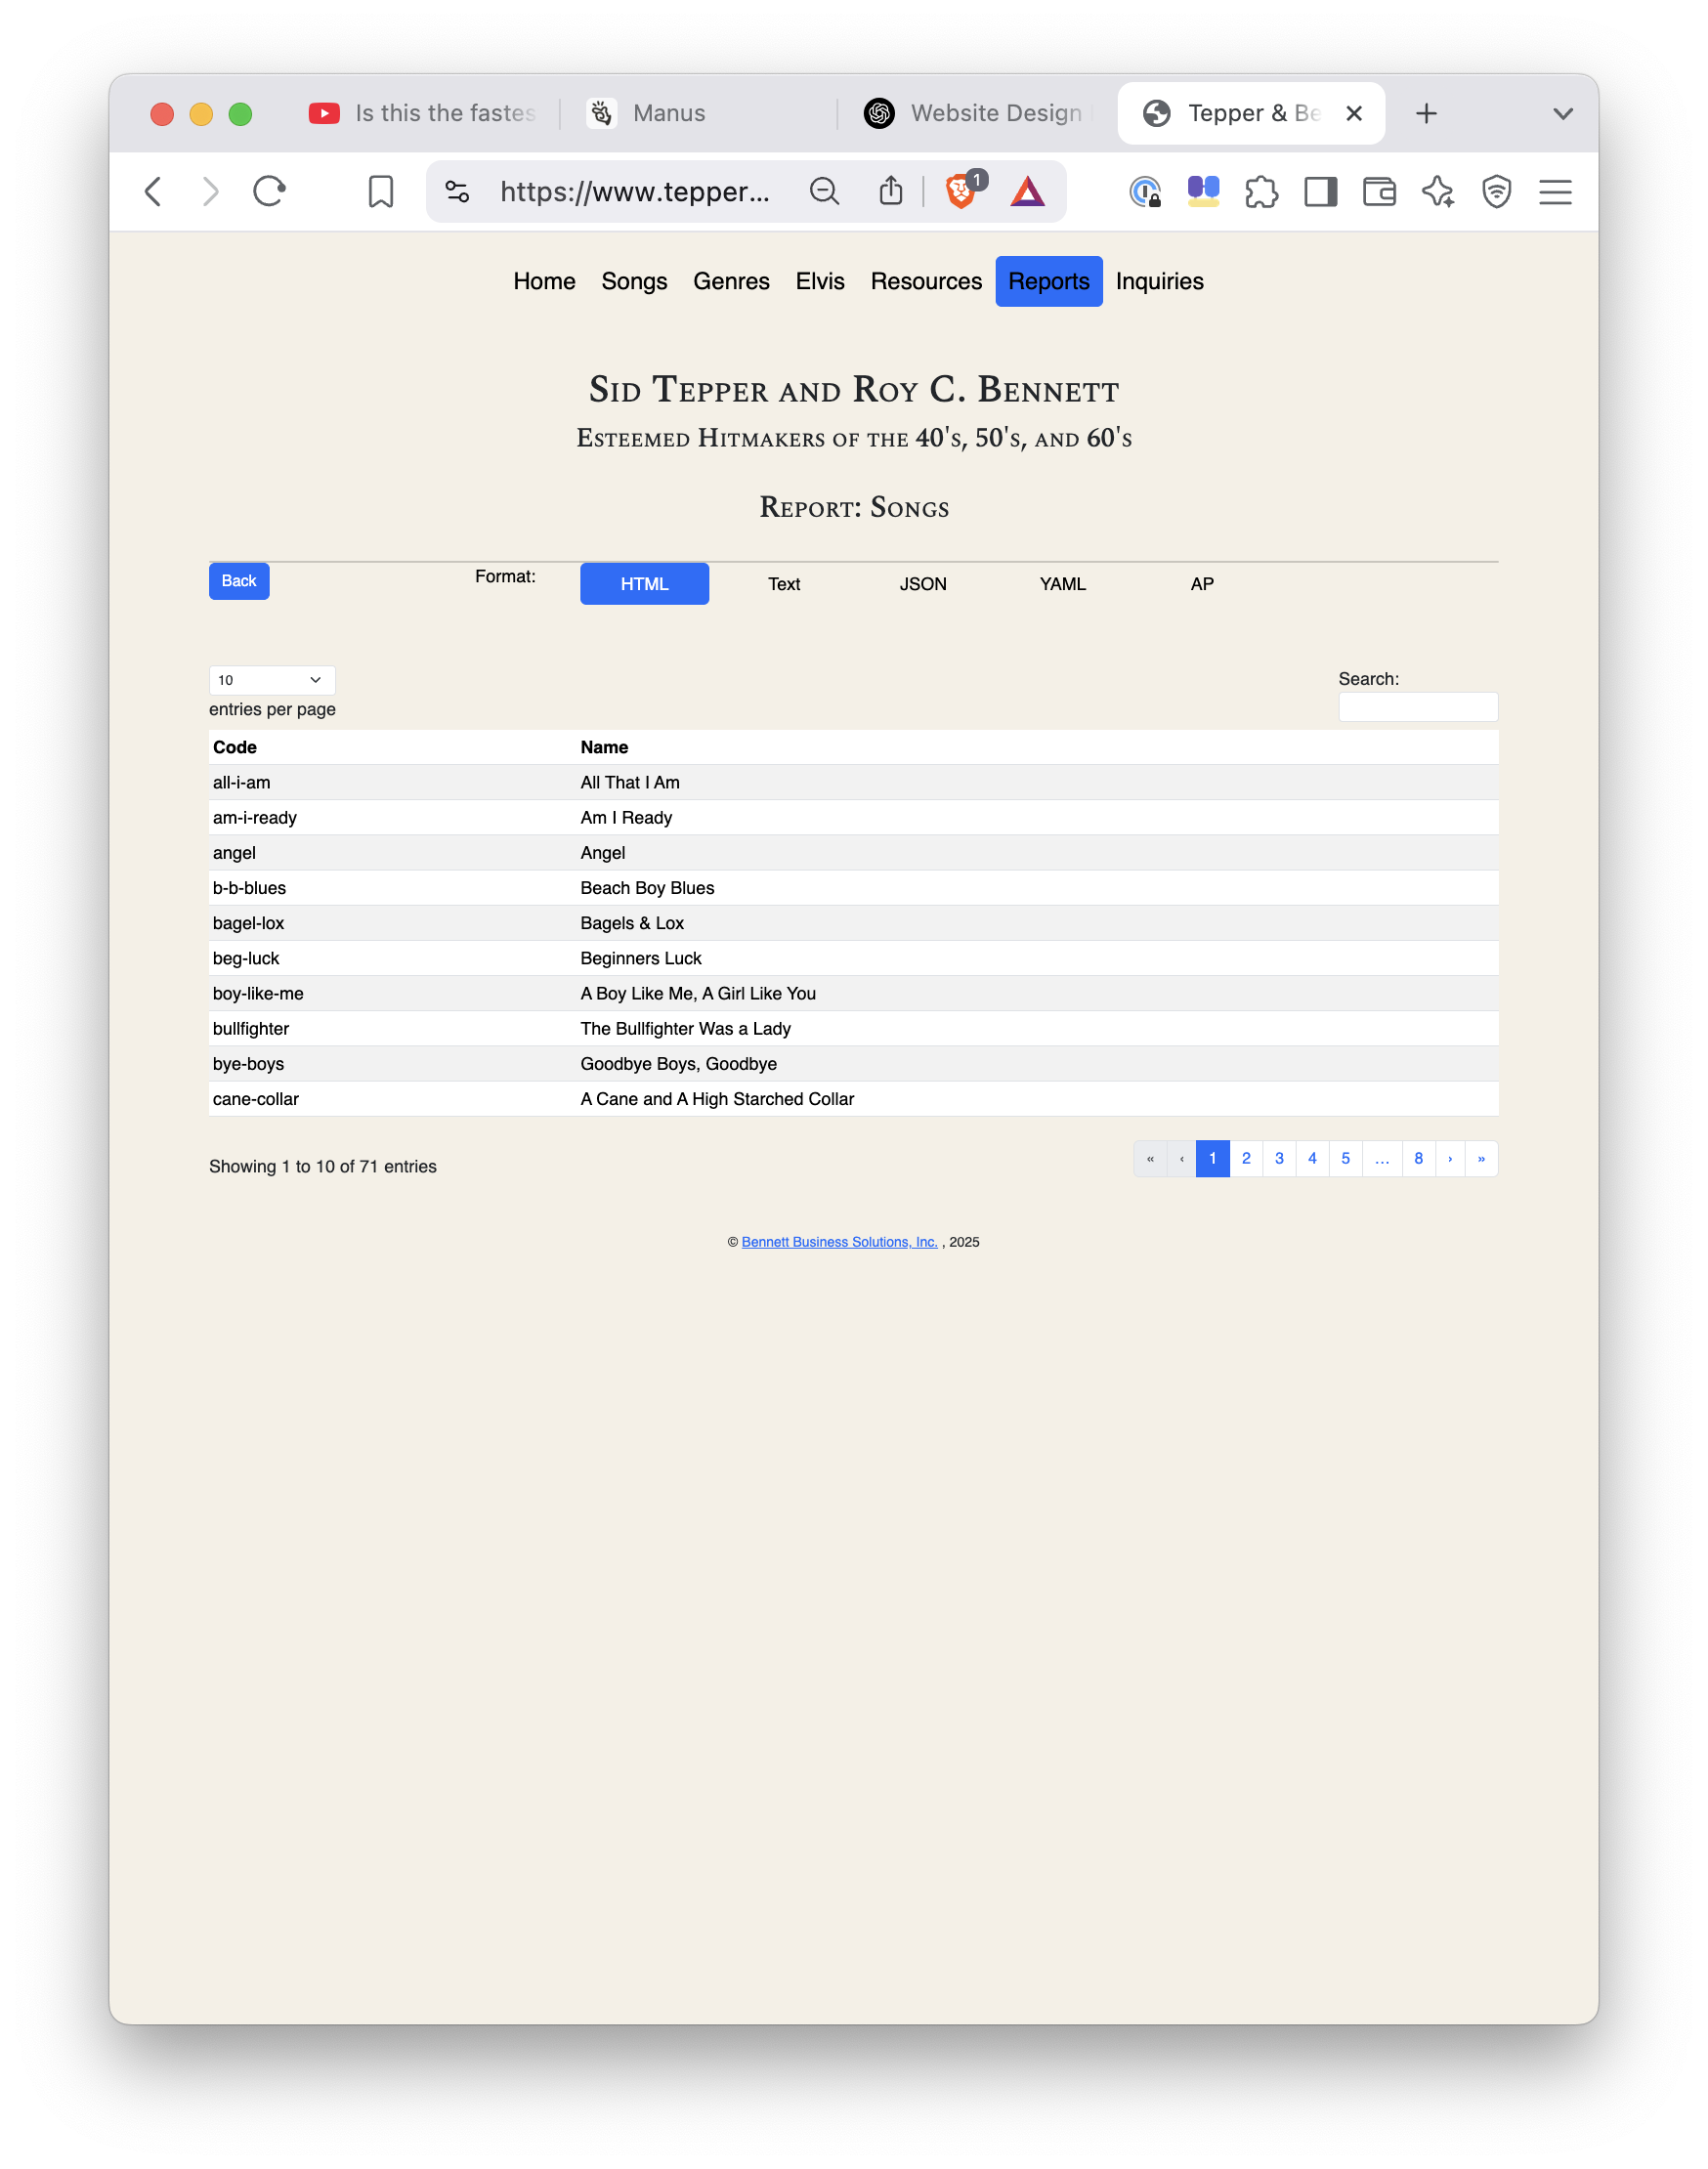 Is this the fastes
Manus
Website Design
Tepper & Be
https://www.tepper...
1
Home Songs Genres Elvis Resources Reports Inquiries
Sid Tepper and Roy C. Bennett
Esteemed Hitmakers of the 40's, 50's, and 60's
Report: Songs
Back Format: HTML Text JSON YAML AP
10
entries per page
Search:
Code Name
all-i-am All That I Am
am-i-ready Am I Ready
angel Angel
b-b-blues Beach Boy Blues
bagel-lox Bagels & Lox
beg-luck Beginners Luck
boy-like-me A Boy Like Me, A Girl Like You
bullfighter The Bullfighter Was a Lady
bye-boys Goodbye Boys, Goodbye
cane-collar A Cane and A High Starched Collar
Showing 1 to 10 of 71 entries
« ‹ 1 2 3 4 5 … 8 › »
© Bennett Business Solutions, Inc. , 2025